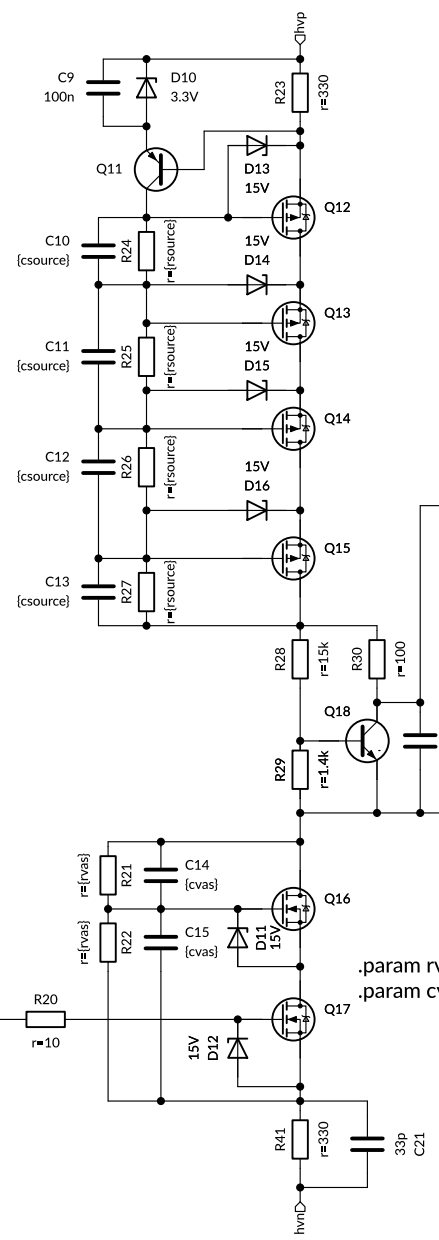 hvp
C9
100n
D10
3.3V
R23
r=330
Q11
D13
15V
Q12
C10
{csource}
R24
r={rsource}
15V
D14
Q13
C11
{csource}
R25
r={rsource}
15V
D15
Q14
C12
{csource}
R26
r={rsource}
15V
D16
Q15
C13
{csource}
R27
r={rsource}
R28
r=15k
R30
r=100
Q18
R29
r=1.4k
r={rvas}
R21
C14
{cvas}
Q16
r={rvas}
R22
C15
{cvas}
D11
15V
.param rv
.param cv
R20
r=10
15V
D12
Q17
R41
r=330
33p
C21
hvn